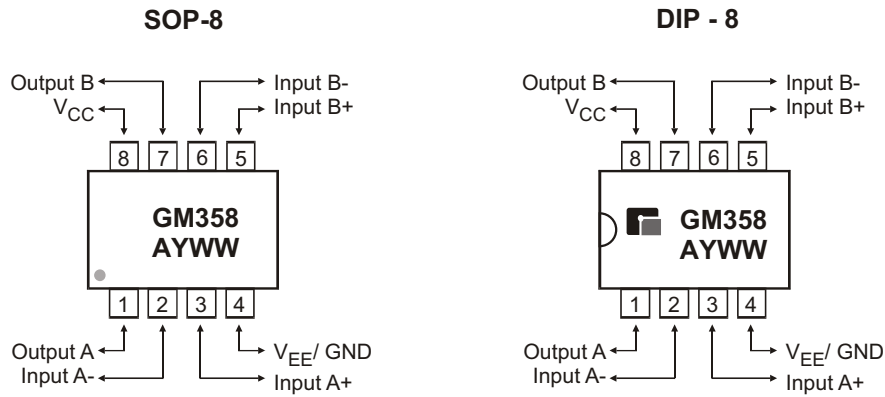 SOP-8
Output B
Input B-
VCC
Input B+
8 7 6 5
GM358
AYWW
1 2 3 4
Output A
VEE/ GND
Input A-
Input A+
DIP - 8
Output B
Input B-
VCC
Input B+
8 7 6 5
GM358
AYWW
1 2 3 4
Output A
VEE/ GND
Input A-
Input A+